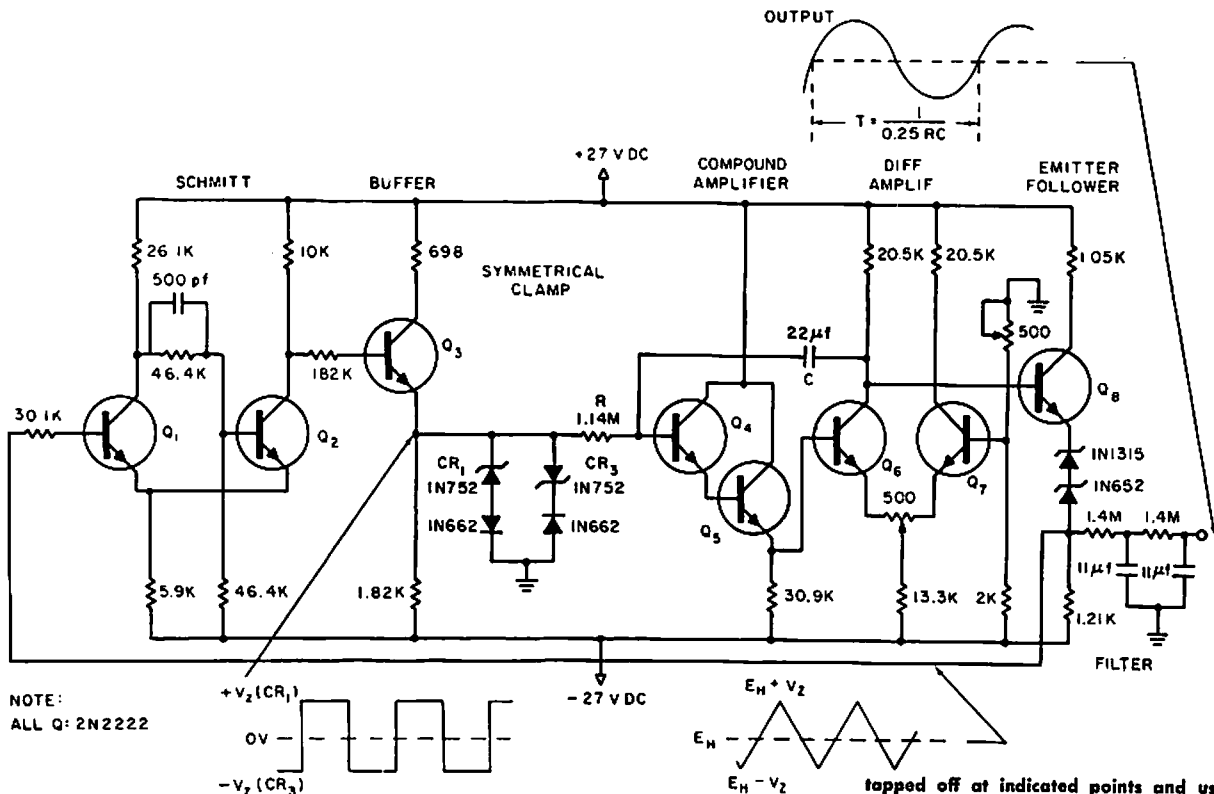 OUTPUT
T = 1 / 0.25 RC
+27 V DC
SCHMITT
BUFFER
COMPOUND
AMPLIFIER
DIFF
AMPLIF
EMITTER
FOLLOWER
26.1K
10K
698
SYMMETRICAL
CLAMP
20.5K
20.5K
1.05K
500 pf
46.4K
182K
Q3
22µf
C
500
30.1K
Q1
Q2
R
1.14M
Q4
Q5
Q6
Q7
Q8
CR1
1N752
CR3
1N752
1N662
1N662
500
1N1315
1N652
1.4M
1.4M
11µf
11µf
5.9K
46.4K
1.82K
30.9K
13.3K
2K
1.21K
FILTER
-27 V DC
NOTE:
ALL Q: 2N2222
+Vz (CR1)
0V
-Vz (CR3)
EH + Vz
EH
EH - Vz
tapped off at indicated points and us